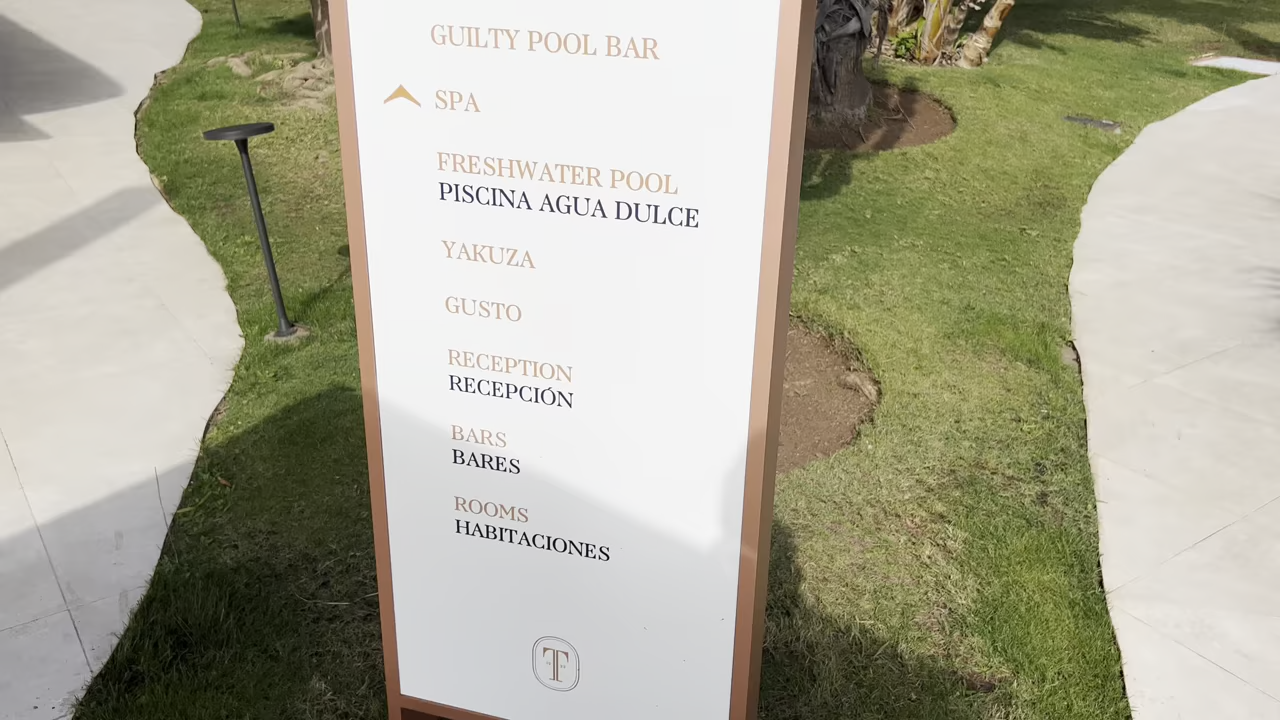 GUILTY POOL BAR
SPA
FRESHWATER POOL
PISCINA AGUA DULCE
YAKUZA
GUSTO
RECEPTION
RECEPCIÓN
BARS
BARES
ROOMS
HABITACIONES
T